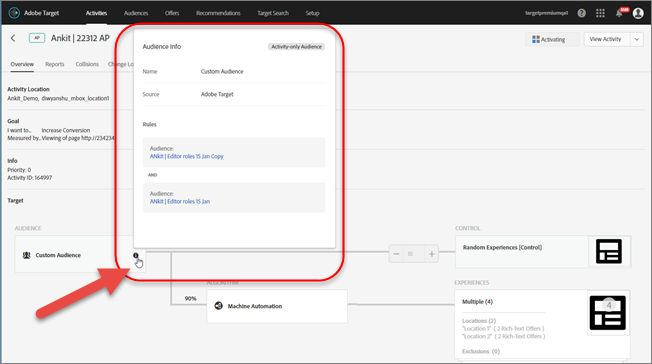 Adobe Target
Activities
Audiences
Offers
Recommendations
Target Search
Setup
targetpremiumqa1
Ankit | 22312 AP
AP
Activating
View Activity
Overview
Reports
Collisions
Change Lo
Activity Location
Ankit_Demo, diwyanshu_mbox_location1
Goal
I want to... Increase Conversion
Measured by.. Viewing of page http://234234
Info
Priority: 0
Activity ID: 164997
Target
Audience Info
Activity-only Audience
Name Custom Audience
Source Adobe Target
Rules
Audience:
ANkit | Editor roles 15 Jan Copy
AND
Audience:
ANkit | Editor roles 15 Jan
AUDIENCE
Custom Audience
CONTROL
Random Experiences [Control]
90%
Machine Automation
EXPERIENCES
Multiple (4)
4
Locations (2)
"Location 1" ( 2 Rich-Text Offers )
"Location 2" ( 2 Rich-Text Offers )
Exclusions (0)